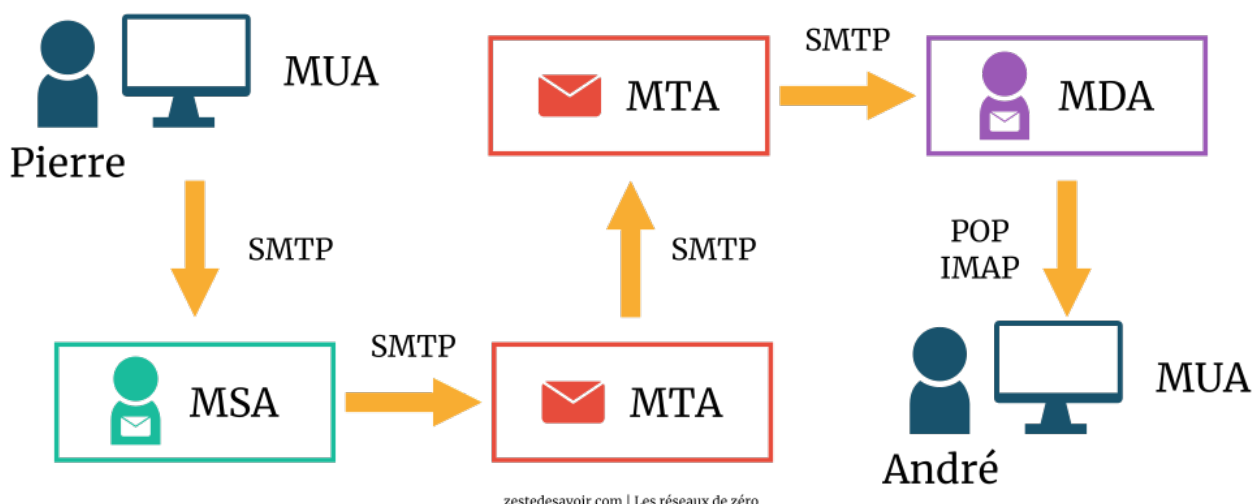 MUA
Pierre
SMTP
MSA
SMTP
MTA
SMTP
MTA
SMTP
MDA
POP
IMAP
MUA
André
zestedesavoir.com | Les réseaux de zéro